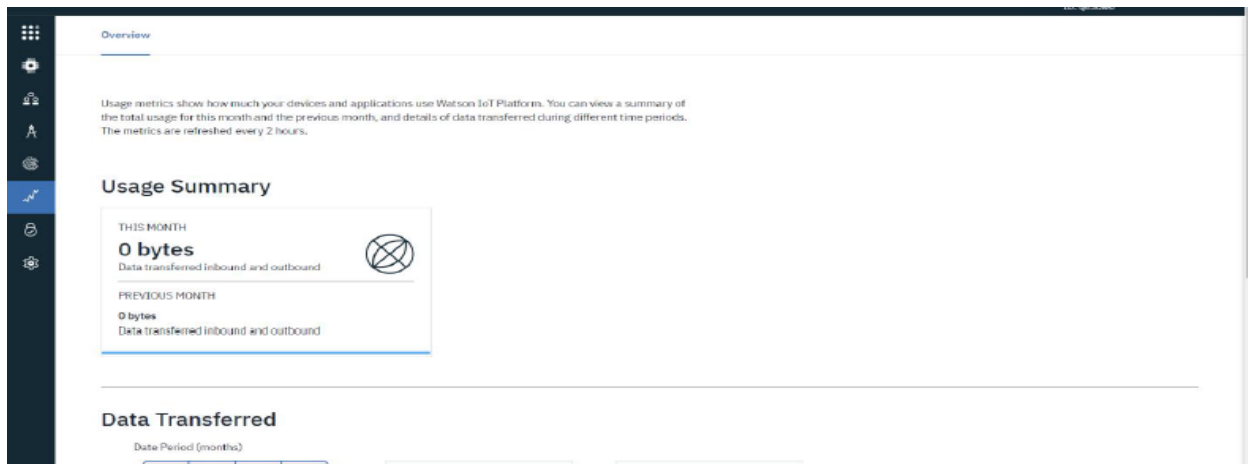 Overview
Usage metrics show how much your devices and applications use Watson IoT Platform. You can view a summary of
the total usage for this month and the previous month, and details of data transferred during different time periods.
The metrics are refreshed every 2 hours.
Usage Summary
THIS MONTH
0 bytes
Data transferred inbound and outbound
PREVIOUS MONTH
0 bytes
Data transferred inbound and outbound
Data Transferred
Date Period (months)